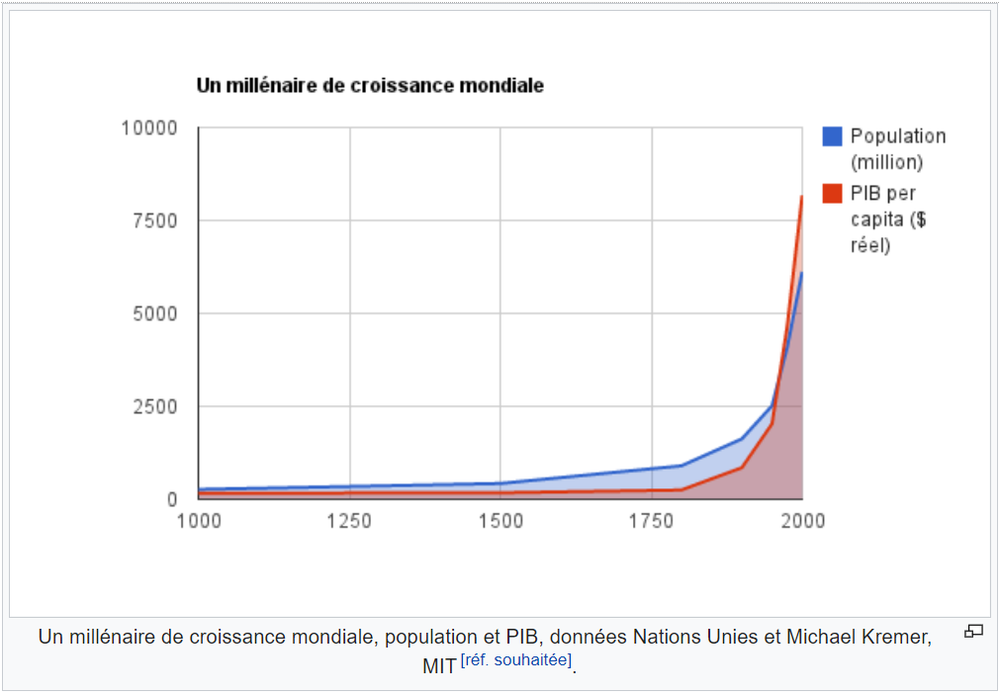 Un millénaire de croissance mondiale
10000
7500
5000
2500
0
1000 1250 1500 1750 2000
Population
(million)
PIB per
capita ($
réel)
Un millénaire de croissance mondiale, population et PIB, données Nations Unies et Michael Kremer,
MIT [réf. souhaitée].